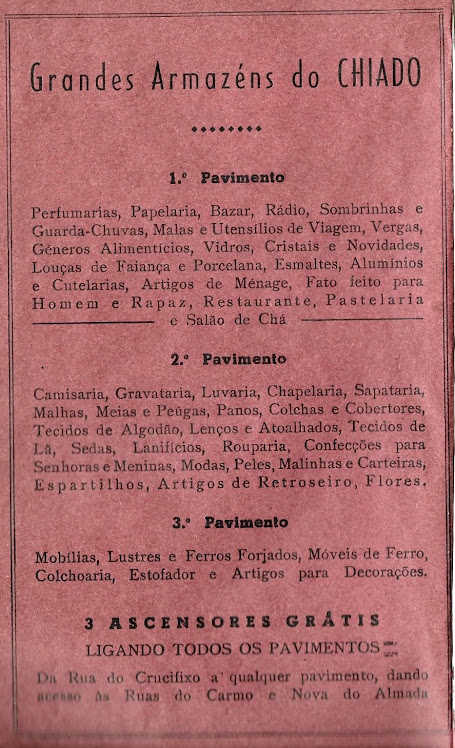 Grandes Armazéns do CHIADO
1.º Pavimento
Perfumarias, Papelaria, Bazar, Rádio, Sombrinhas e
Guarda-Chuvas, Malas e Utensílios de Viagem, Vergas,
Géneros Alimentícios, Vidros, Cristais e Novidades,
Louças de Faiança e Porcelana, Esmaltes, Alumínios
e Cutelarias, Artigos de Ménage, Fato feito para
Homem e Rapaz, Restaurante, Pastelaria
e Salão de Chá
2.º Pavimento
Camisaria, Gravataria, Luvaria, Chapelaria, Sapataria,
Malhas, Meias e Peúgas, Panos, Colchas e Cobertores,
Tecidos de Algodão, Lenços e Atoalhados, Tecidos de
Lã, Sedas, Lanifícios, Rouparia, Confecções para
Senhoras e Meninas, Modas, Peles, Malinhas e Carteiras,
Espartilhos, Artigos de Retroseiro, Flores.
3.º Pavimento
Mobílias, Lustres e Ferros Forjados, Móveis de Ferro,
Colchoaria, Estofador e Artigos para Decorações.
3 ASCENSORES GRÁTIS
LIGANDO TODOS OS PAVIMENTOS
Da Rua do Crucifixo a qualquer pavimento, dando
acesso às Ruas do Carmo e Nova do Almada